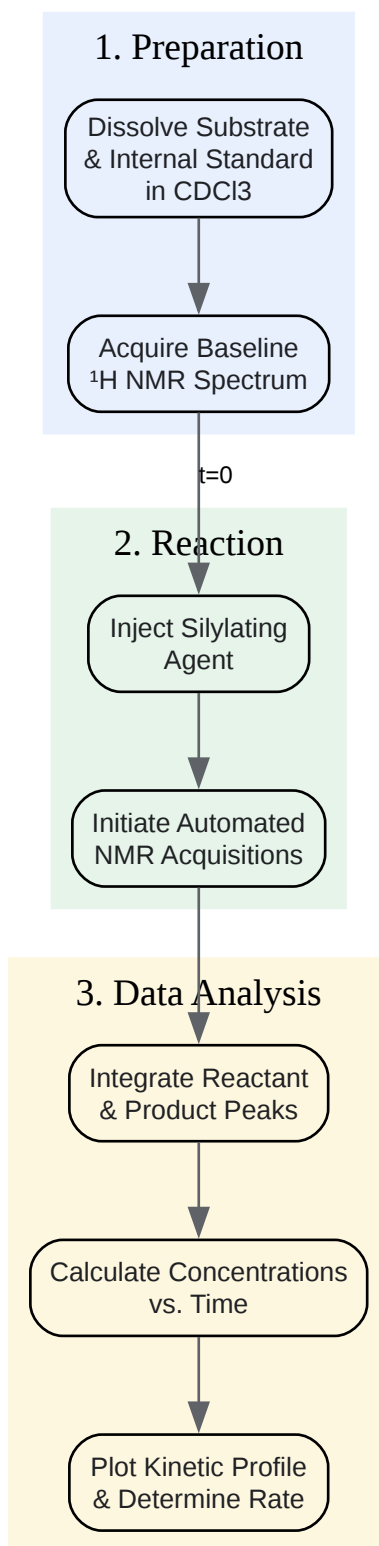 1. Preparation
Dissolve Substrate
& Internal Standard
in CDCl3
Acquire Baseline
¹H NMR Spectrum
t=0
2. Reaction
Inject Silylating
Agent
Initiate Automated
NMR Acquisitions
3. Data Analysis
Integrate Reactant
& Product Peaks
Calculate Concentrations
vs. Time
Plot Kinetic Profile
& Determine Rate